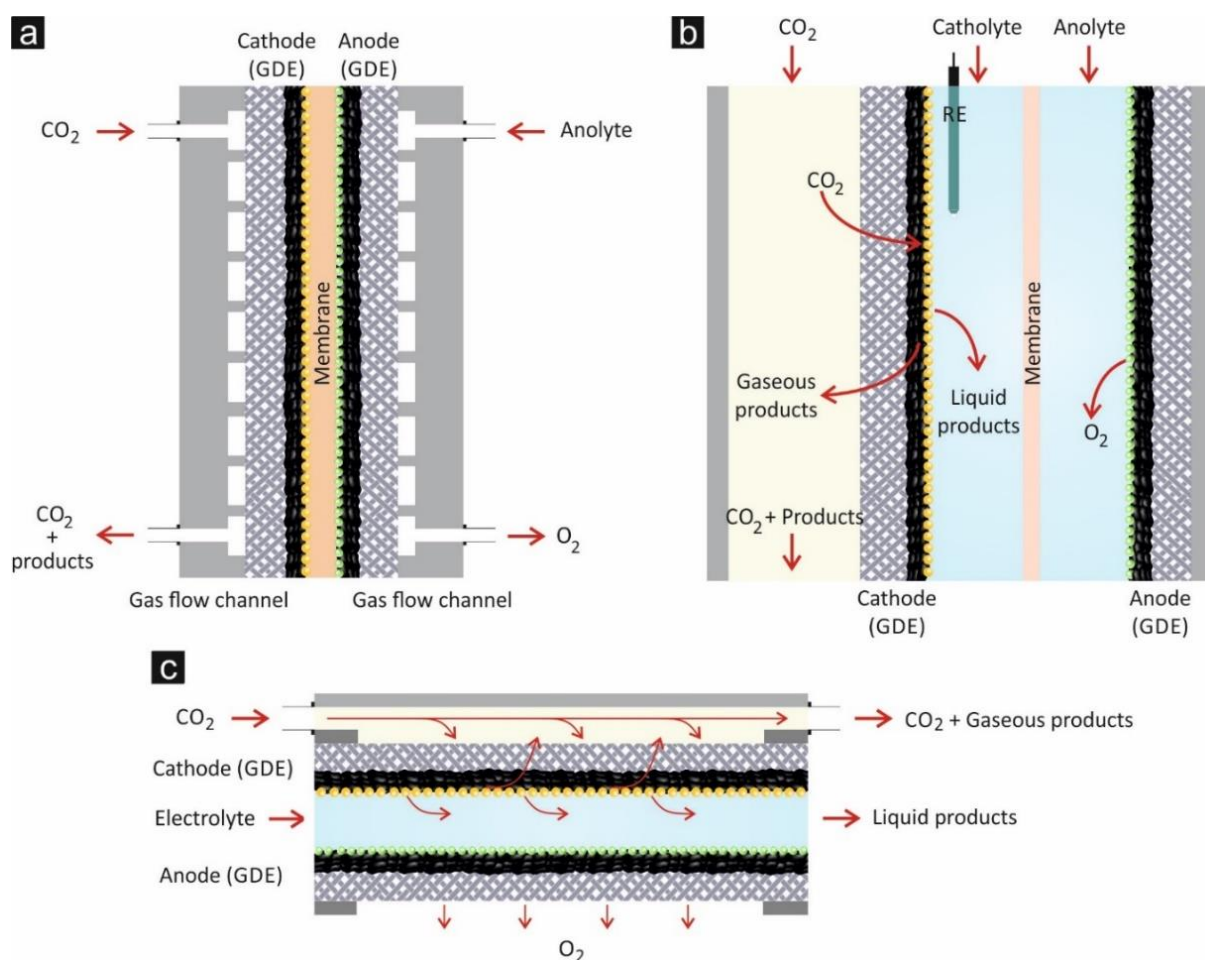 a
Cathode
(GDE)
Anode
(GDE)
CO2
Anolyte
Membrane
CO2
+
products
O2
Gas flow channel
Gas flow channel
b
CO2
Catholyte
Anolyte
RE
CO2
Membrane
Gaseous
products
Liquid
products
O2
CO2 + Products
Cathode
(GDE)
Anode
(GDE)
c
CO2
CO2 + Gaseous products
Cathode (GDE)
Electrolyte
Liquid products
Anode (GDE)
O2